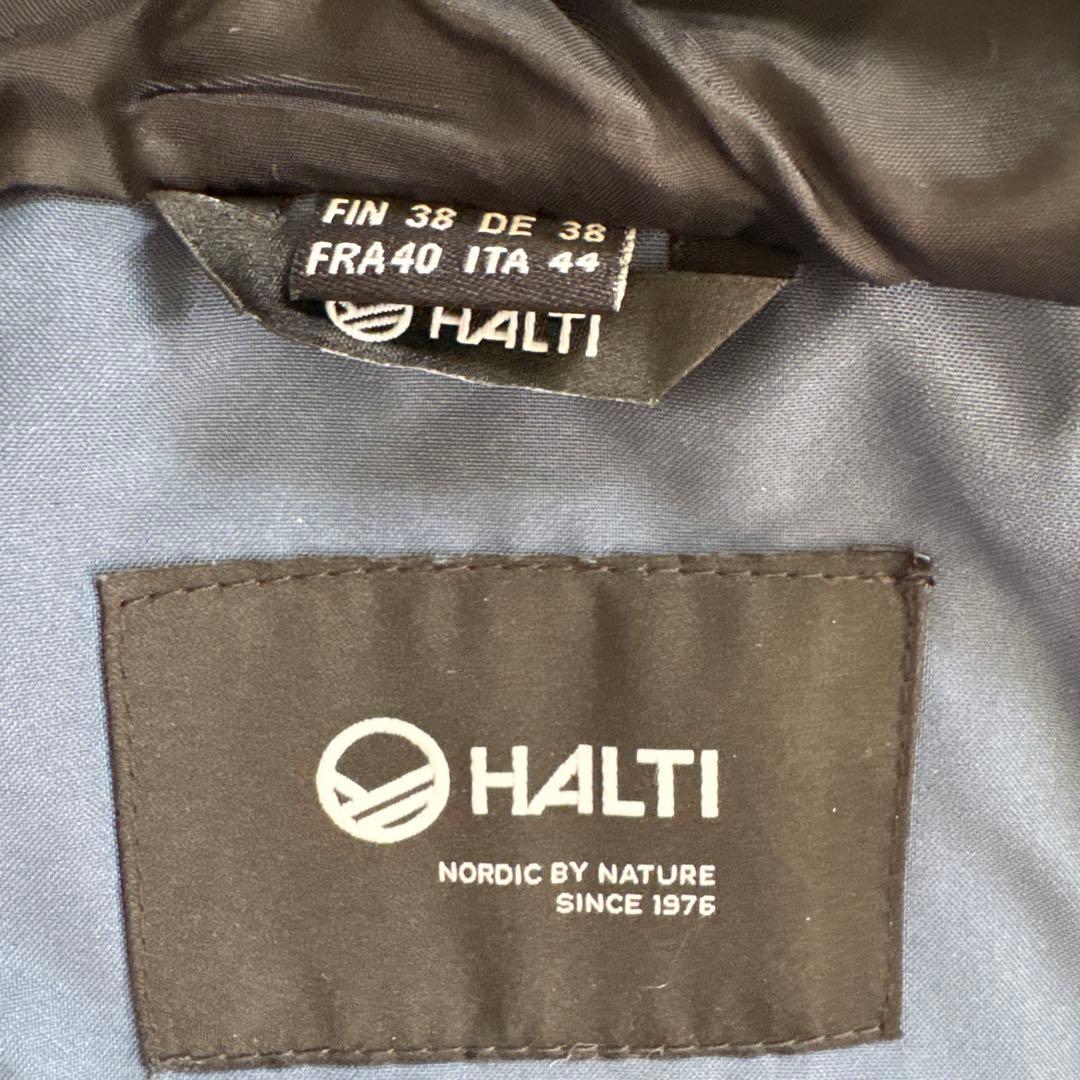 FIN 38 DE 38
FRA40 ITA 44
HALTI
HALTI
NORDIC BY NATURE
SINCE 1976